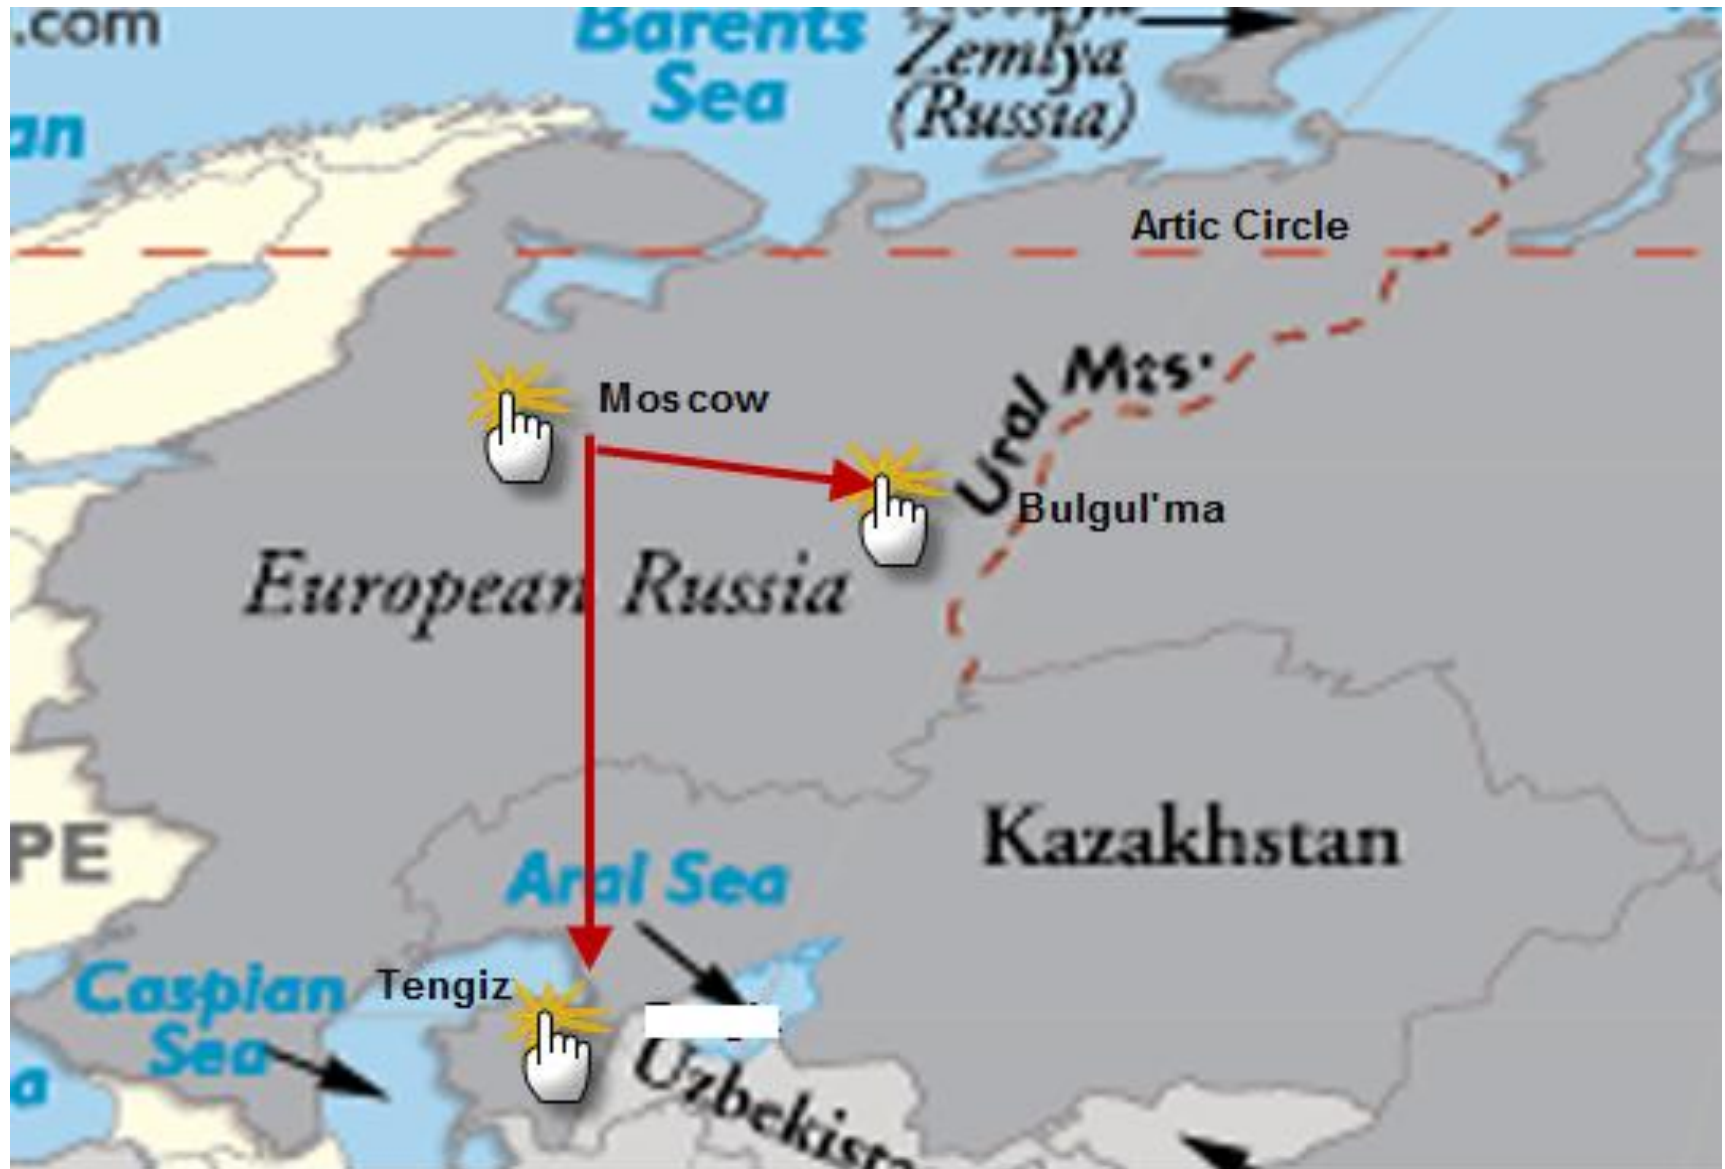 .com
Barents
Sea
Zemlya
(Russia)
an
Artic Circle
Moscow
Ural Mts.
Bulgul'ma
European Russia
PE
Kazakhstan
Aral Sea
Tengiz
Caspian
Sea
a